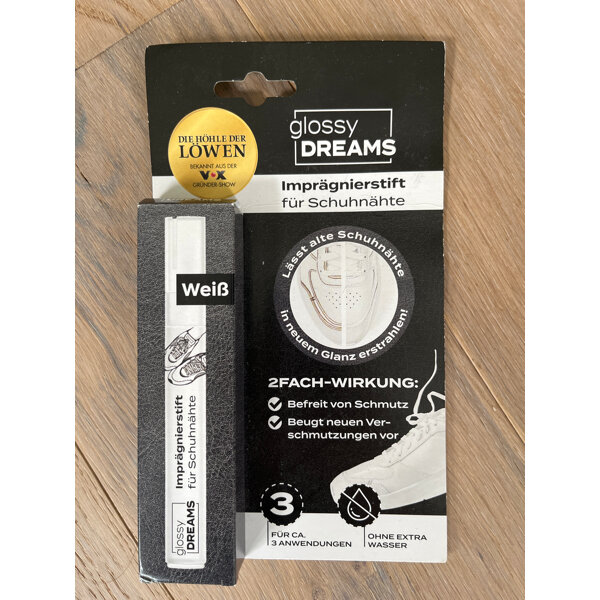 glossy
DREAMS
DIE HÖHLE DER
LÖWEN
BEKANNT AUS DER
VOX
GRÜNDER-SHOW
Imprägnierstift
für Schuhnähte
Lässt alte Schuhnähte
in neuem Glanz erstrahlen!
Weiß
2FACH-WIRKUNG:
Befreit von Schmutz
Beugt neuen Ver-
schmutzungen vor
3
FÜR CA.
3 ANWENDUNGEN
OHNE EXTRA
WASSER
glossy
DREAMS
Imprägnierstift
für Schuhnähte